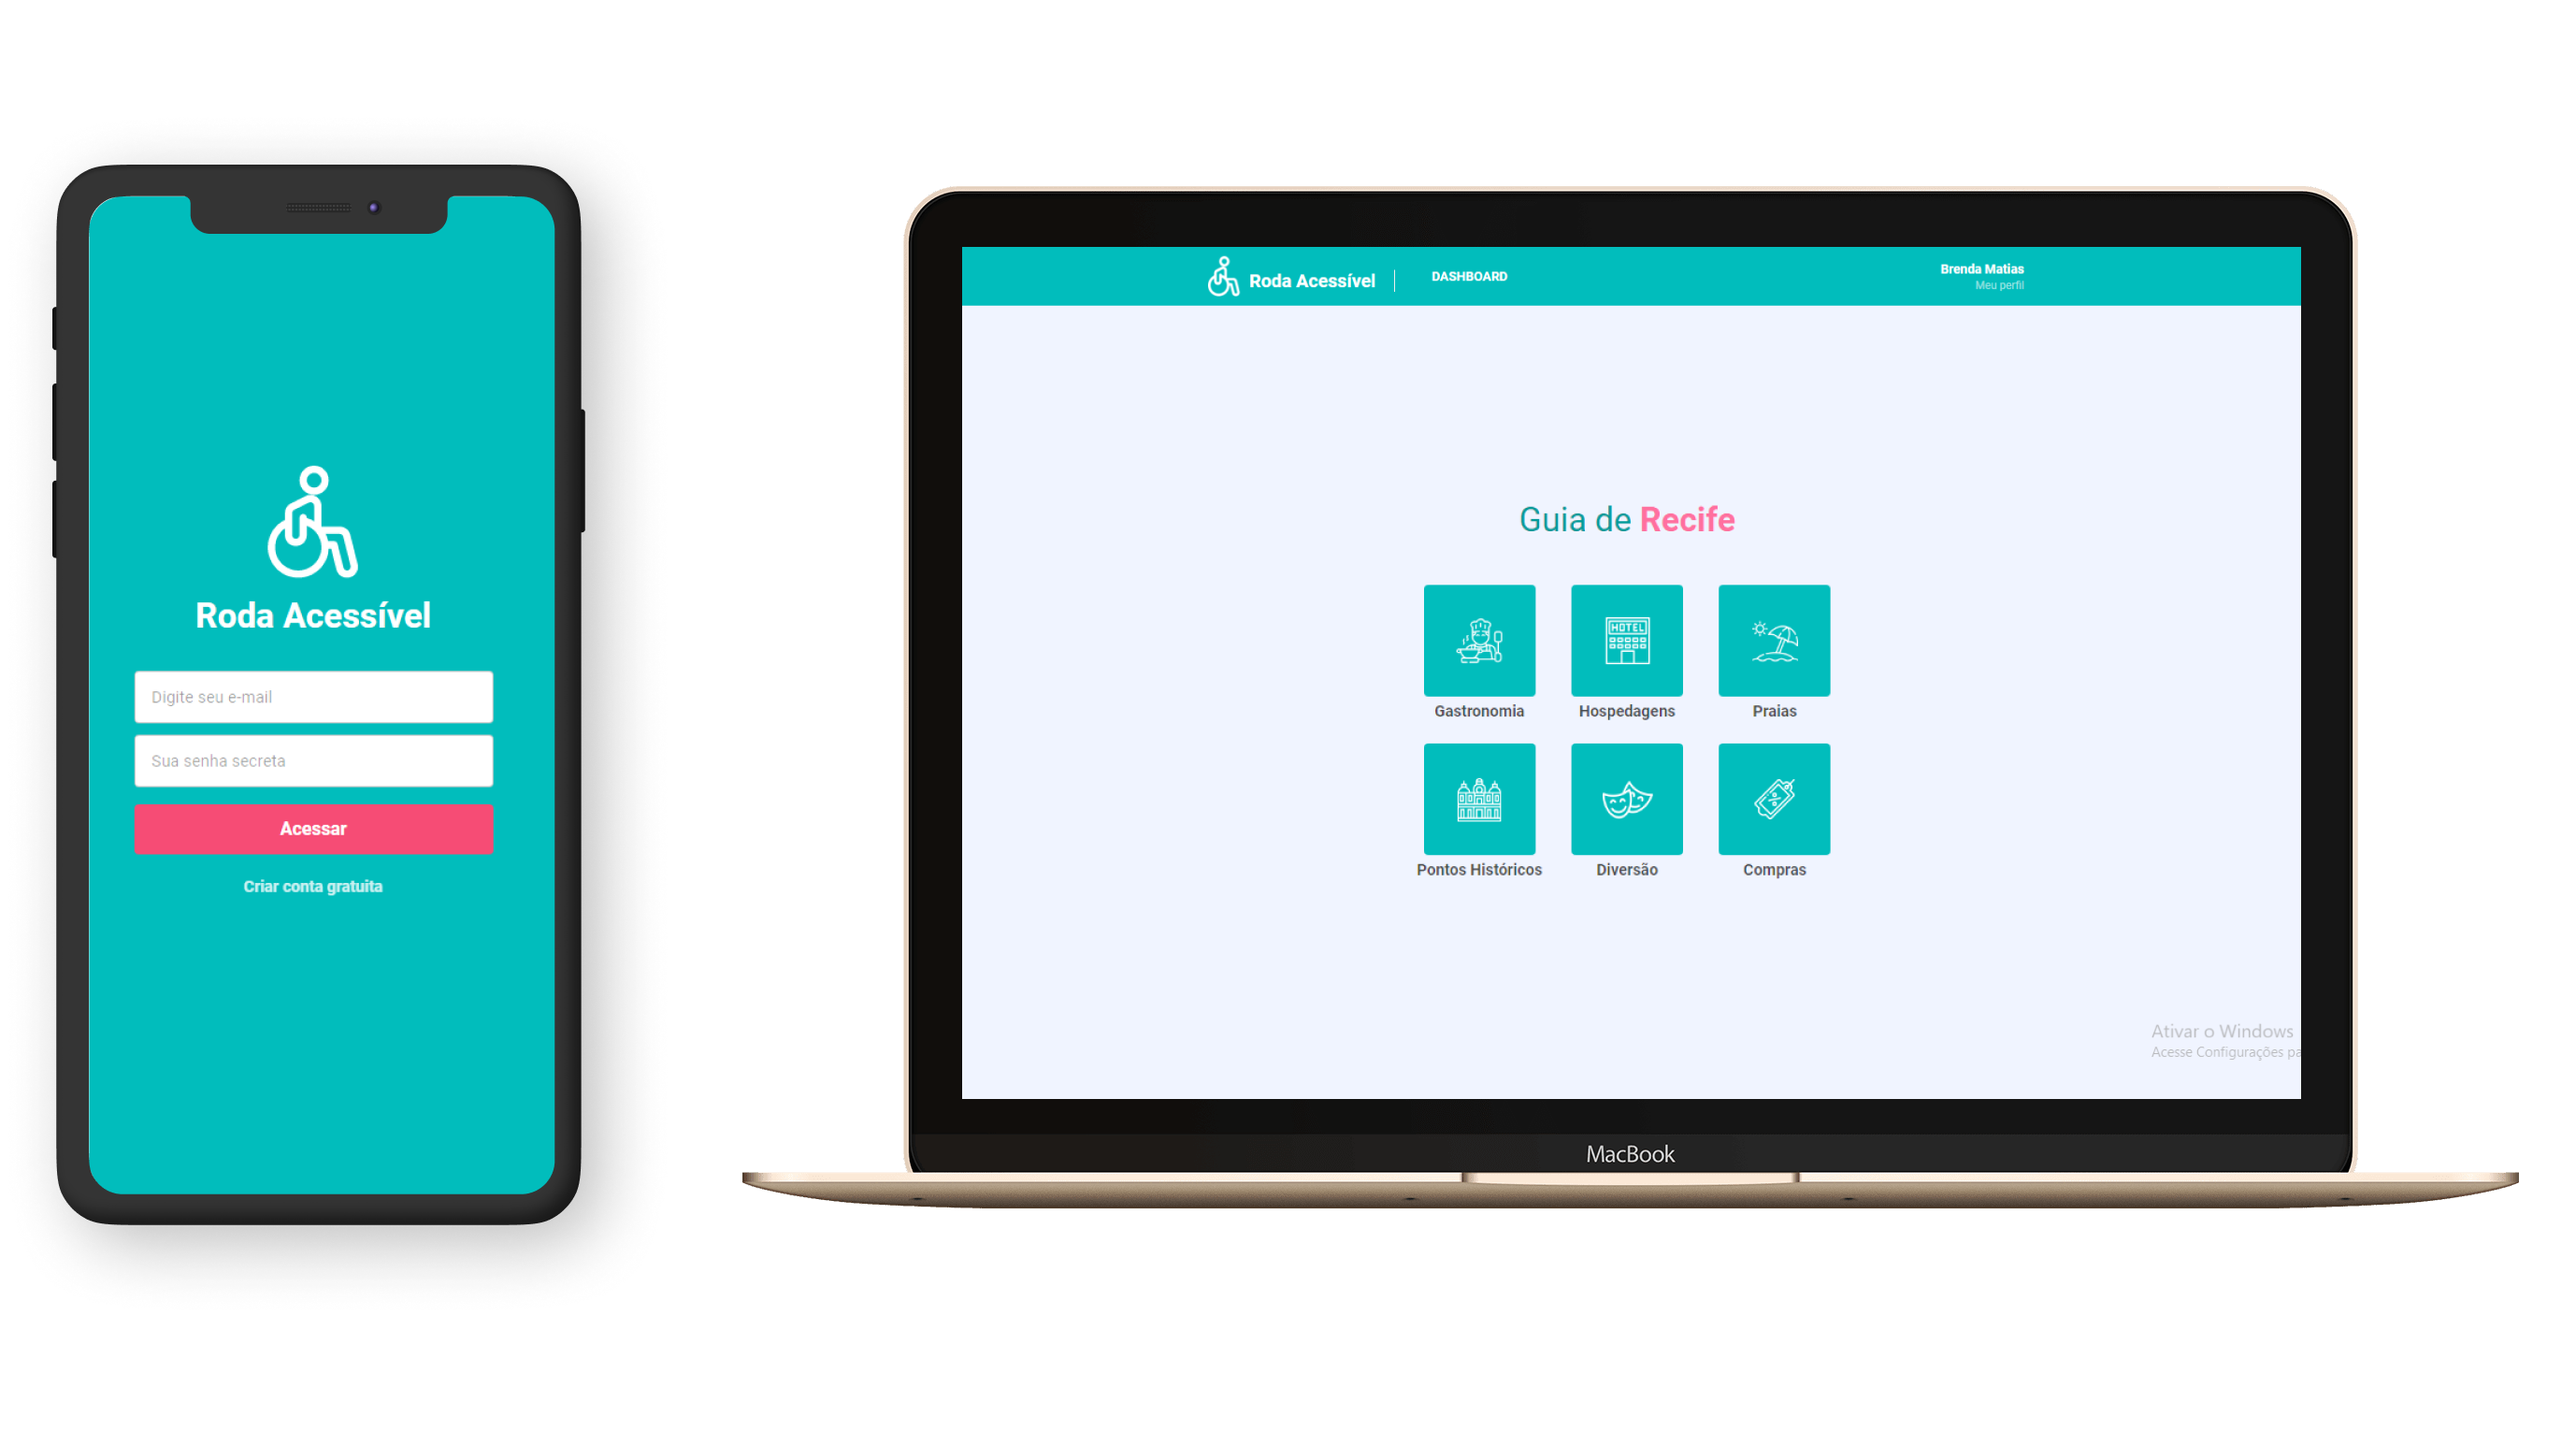 Roda Acessível
Digite seu e-mail
Sua senha secreta
Acessar
Criar conta gratuita
Roda Acessível
DASHBOARD
Brenda Matias
Meu perfil
Guia de Recife
HOTEL
Gastronomia
Hospedagens
Praias
Pontos Históricos
Diversão
Compras
Ativar o Windows
Acesse Configurações pa
MacBook